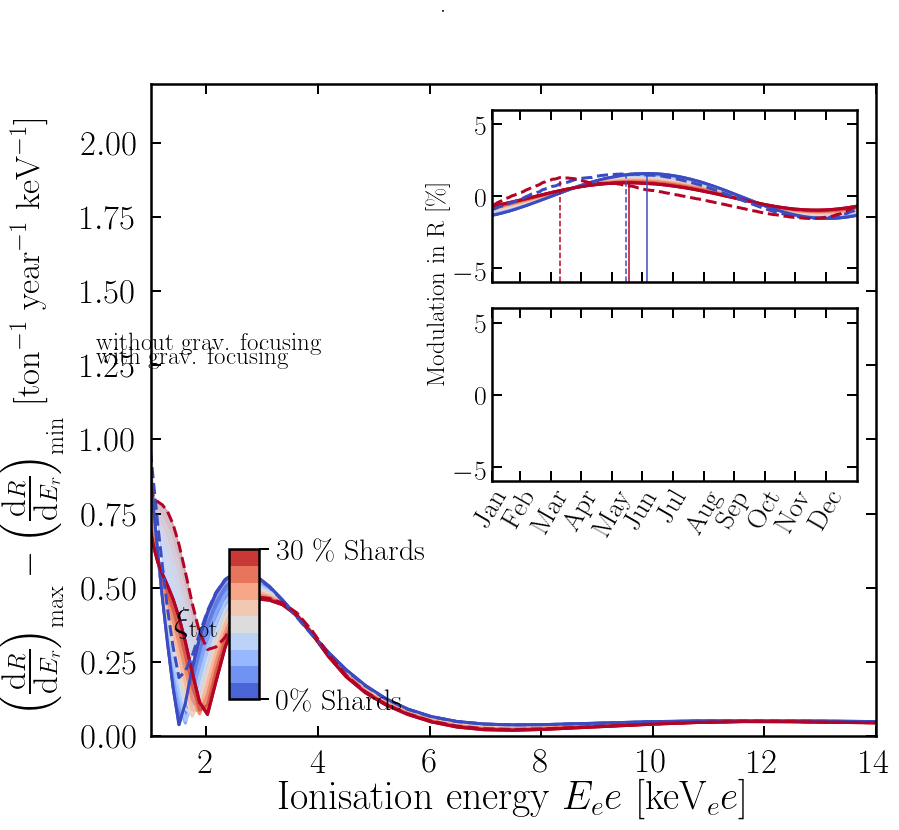 .
(dR/dE_r)_max − (dR/dE_r)_min [ton^−1 year^−1 keV^−1]
2.00
1.75
1.50
1.25
1.00
0.75
0.50
0.25
0.00
without grav. focusing
with grav. focusing
ξ_tot
30 % Shards
0% Shards
2 4 6 8 10 12 14
Ionisation energy E_e e [keV_e e]
Modulation in R [%]
5
0
−5
5
0
−5
Jan Feb Mar Apr May Jun Jul Aug Sep Oct Nov Dec